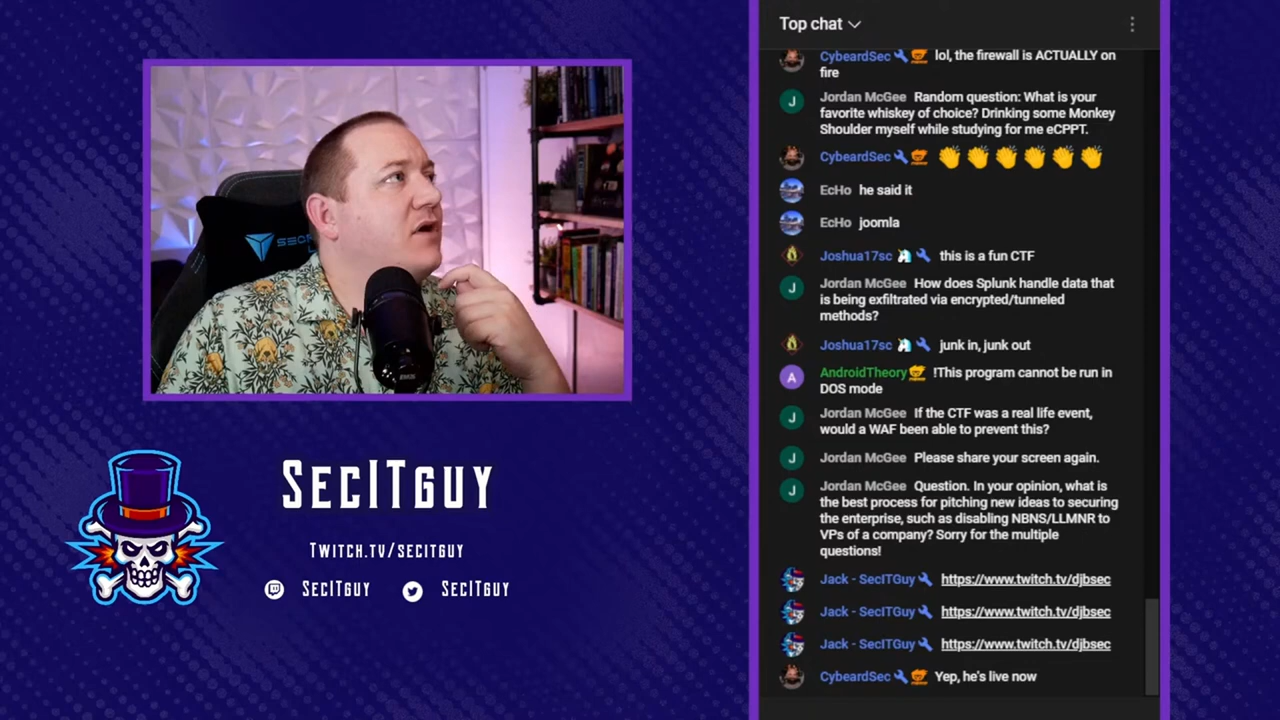 Top chat
CybeardSec lol, the firewall is ACTUALLY on
fire
Jordan McGee Random question: What is your
favorite whiskey of choice? Drinking some Monkey
Shoulder myself while studying for me eCPPT.
CybeardSec
EcHo he said it
EcHo joomla
Joshua17sc this is a fun CTF
Jordan McGee How does Splunk handle data that
is being exfiltrated via encrypted/tunneled
methods?
Joshua17sc junk in, junk out
AndroidTheory !This program cannot be run in
DOS mode
Jordan McGee If the CTF was a real life event,
would a WAF been able to prevent this?
Jordan McGee Please share your screen again.
Jordan McGee Question. In your opinion, what is
the best process for pitching new ideas to securing
the enterprise, such as disabling NBNS/LLMNR to
VPs of a company? Sorry for the multiple
questions!
Jack - SecITGuy https://www.twitch.tv/djbsec
Jack - SecITGuy https://www.twitch.tv/djbsec
Jack - SecITGuy https://www.twitch.tv/djbsec
CybeardSec Yep, he's live now
SecITguy
Twitch.tv/secitguy
SecITguy SecITguy